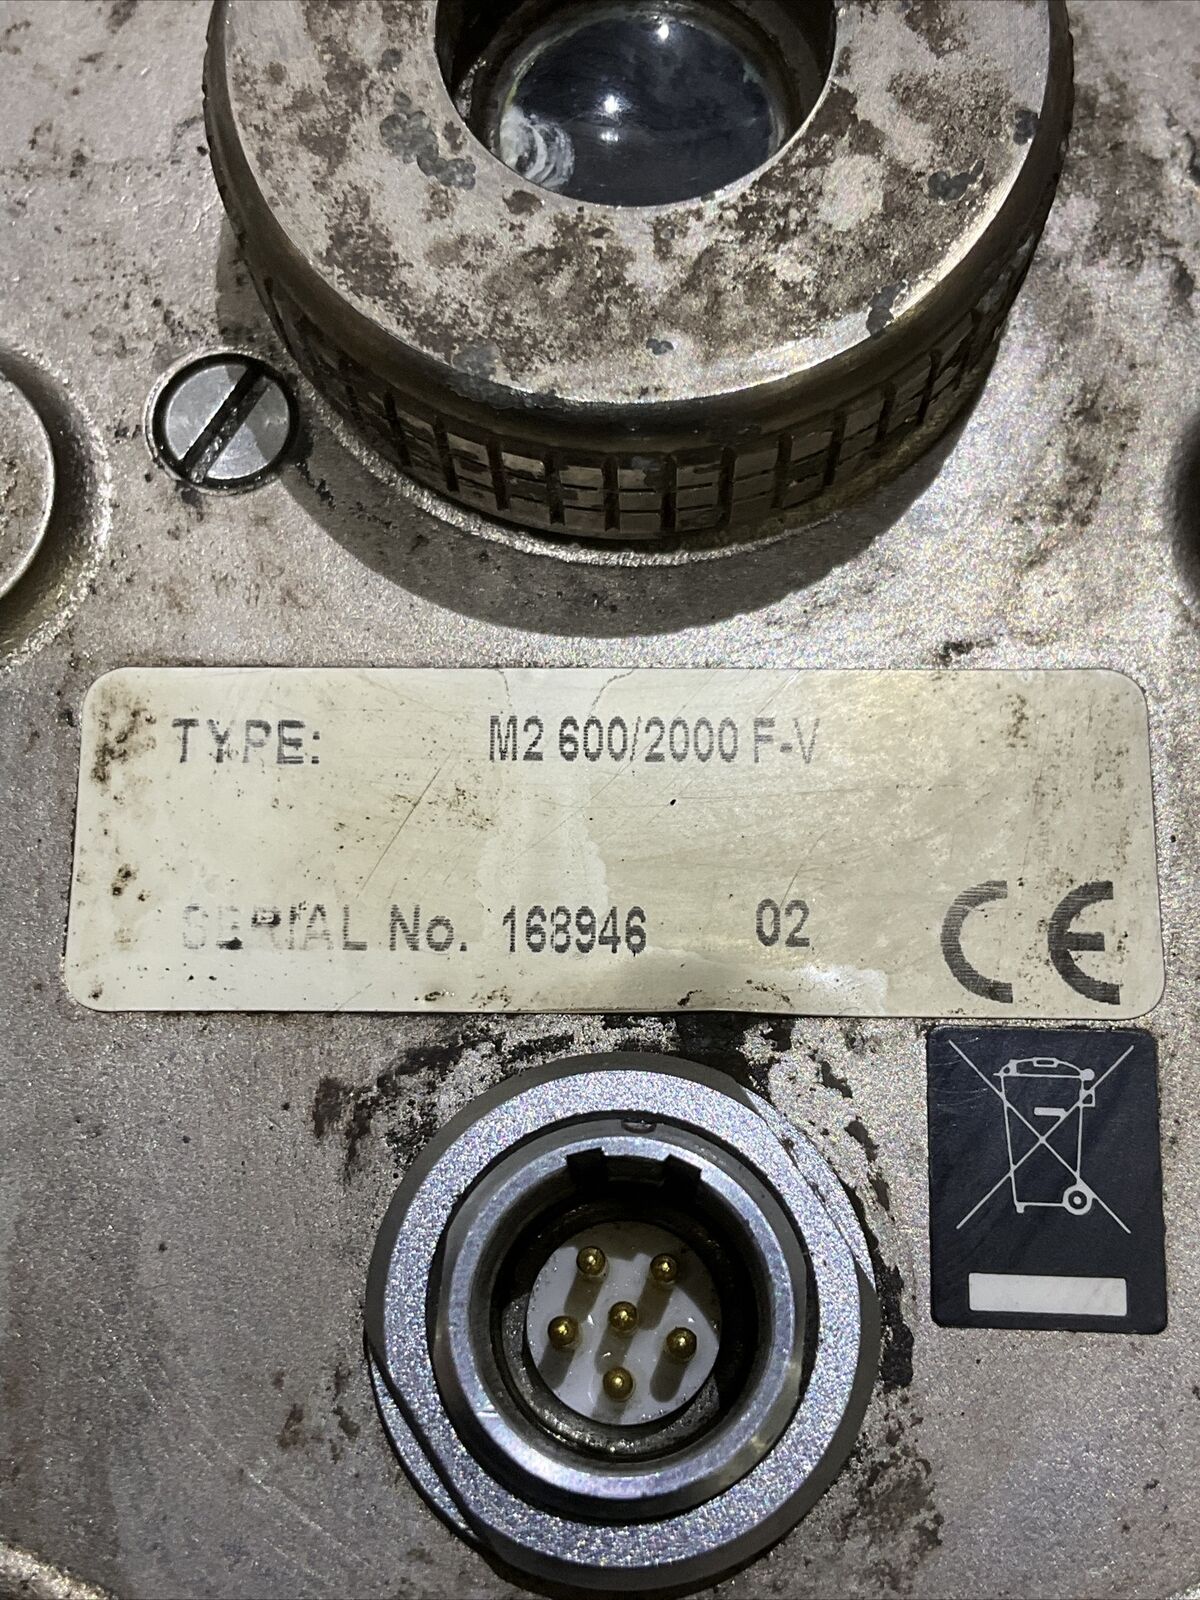 TYPE: M2 600/2000 F-V
SERIAL No. 168946 02 CE